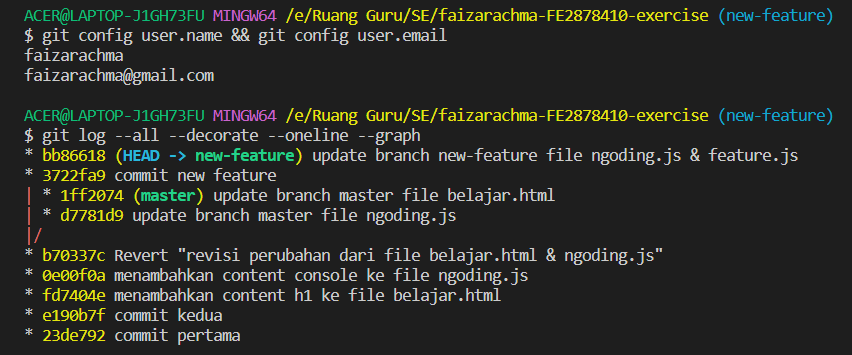 ACER@LAPTOP-J1GH73FU MINGW64 /e/Ruang Guru/SE/faizarachma-FE2878410-exercise (new-feature)
$ git config user.name && git config user.email
faizarachma
faizarachma@gmail.com
ACER@LAPTOP-J1GH73FU MINGW64 /e/Ruang Guru/SE/faizarachma-FE2878410-exercise (new-feature)
$ git log --all --decorate --oneline --graph
* bb86618 (HEAD -> new-feature) update branch new-feature file ngoding.js & feature.js
* 3722fa9 commit new feature
| * 1ff2074 (master) update branch master file belajar.html
| * d7781d9 update branch master file ngoding.js
|/
* b70337c Revert "revisi perubahan dari file belajar.html & ngoding.js"
* 0e00f0a menambahkan content console ke file ngoding.js
* fd7404e menambahkan content h1 ke file belajar.html
* e190b7f commit kedua
* 23de792 commit pertama